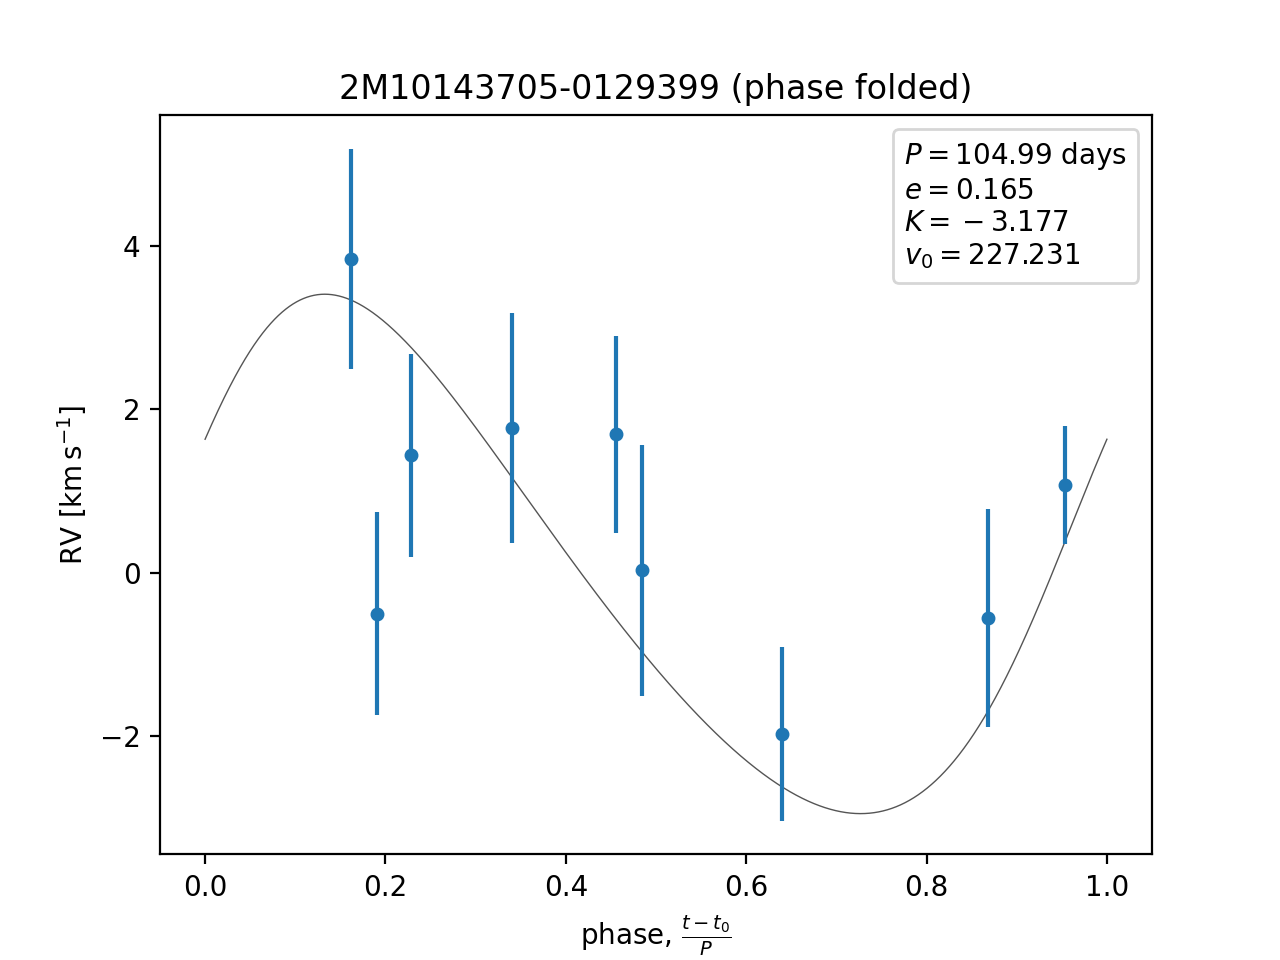 2M10143705-0129399 (phase folded)
P = 104.99 days
e = 0.165
K = −3.177
v₀ = 227.231
RV [km s⁻¹]
4
2
0
−2
0.0 0.2 0.4 0.6 0.8 1.0
phase, (t − t₀)/P